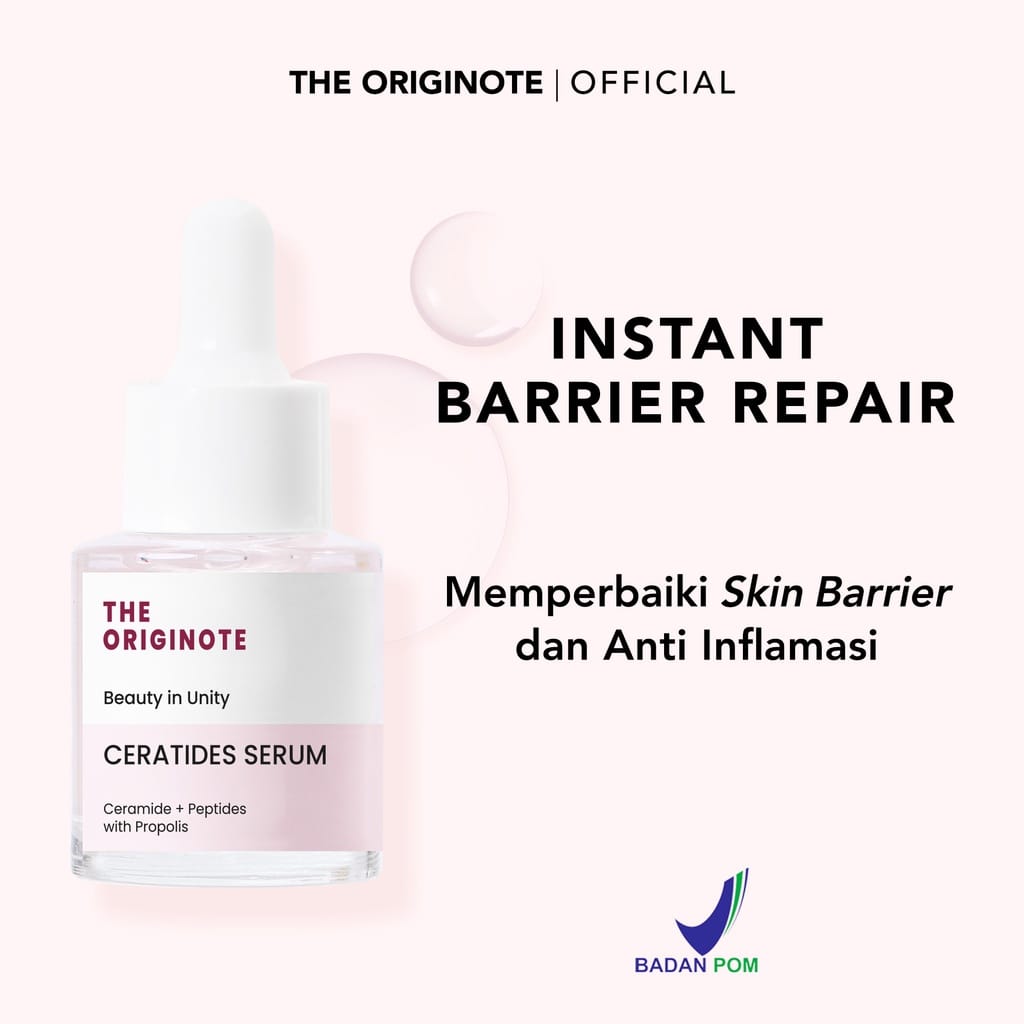 THE ORIGINOTE | OFFICIAL
INSTANT
BARRIER REPAIR
Memperbaiki Skin Barrier
dan Anti Inflamasi
THE
ORIGINOTE
Beauty in Unity
CERATIDES SERUM
Ceramide + Peptides
with Propolis
BADAN POM